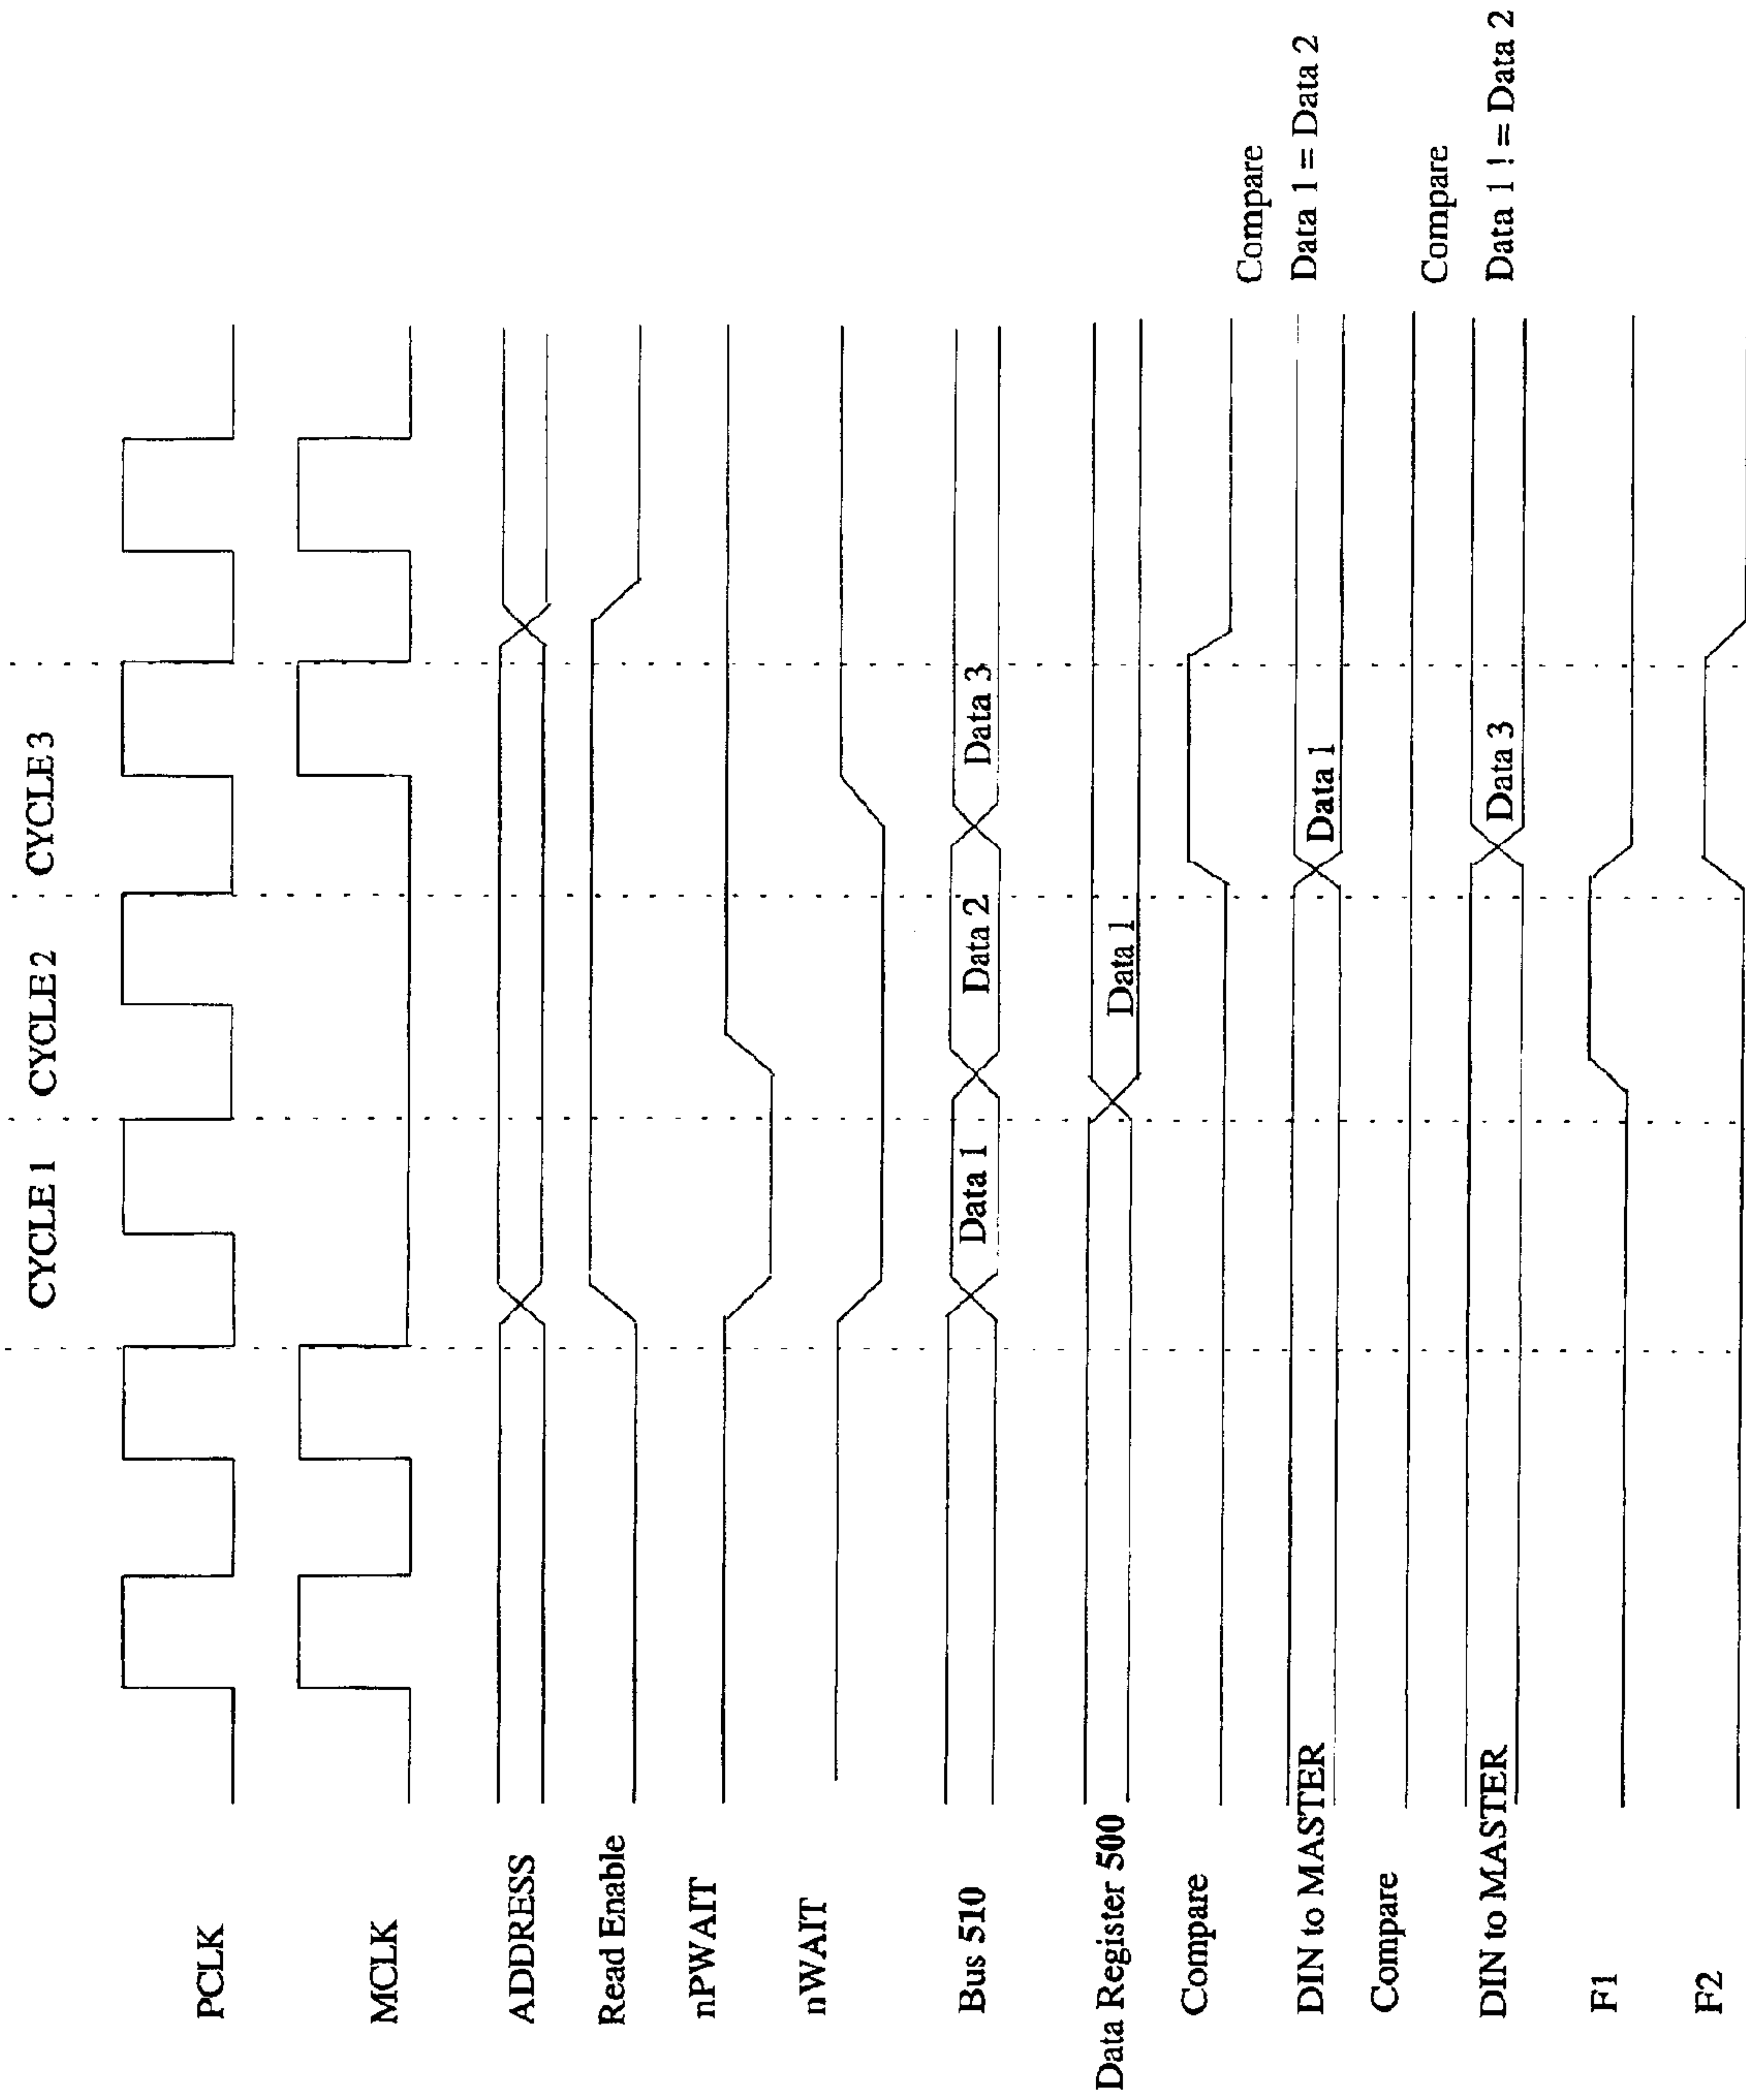 CYCLE 1 CYCLE 2 CYCLE 3
PCLK
MCLK
ADDRESS
Read Enable
nPWAIT
nWAIT
Bus 510 Data 1 Data 2 Data 3
Data Register 500 Data 1
Compare Compare
DIN to MASTER Data 1 Data 1 = Data 2
Compare Compare
DIN to MASTER Data 3 Data 1 != Data 2
F1
F2